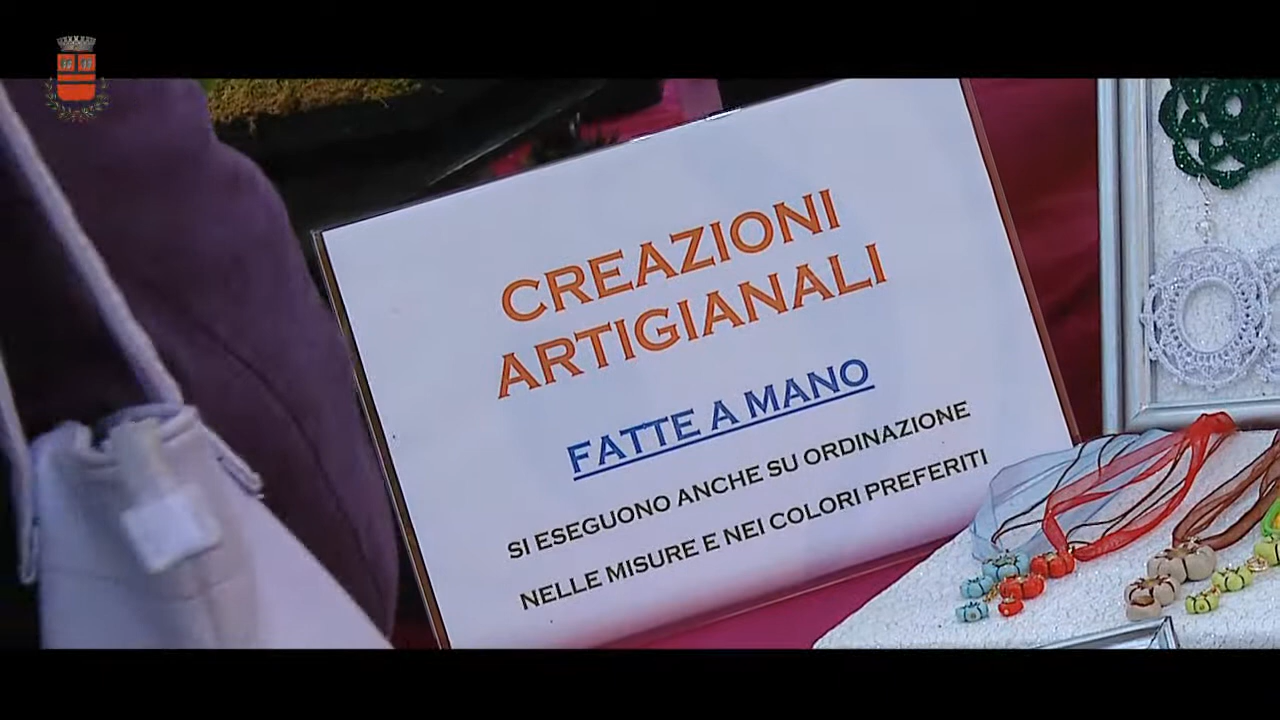 CREAZIONI
ARTIGIANALI
FATTE A MANO
SI ESEGUONO ANCHE SU ORDINAZIONE
NELLE MISURE E NEI COLORI PREFERITI